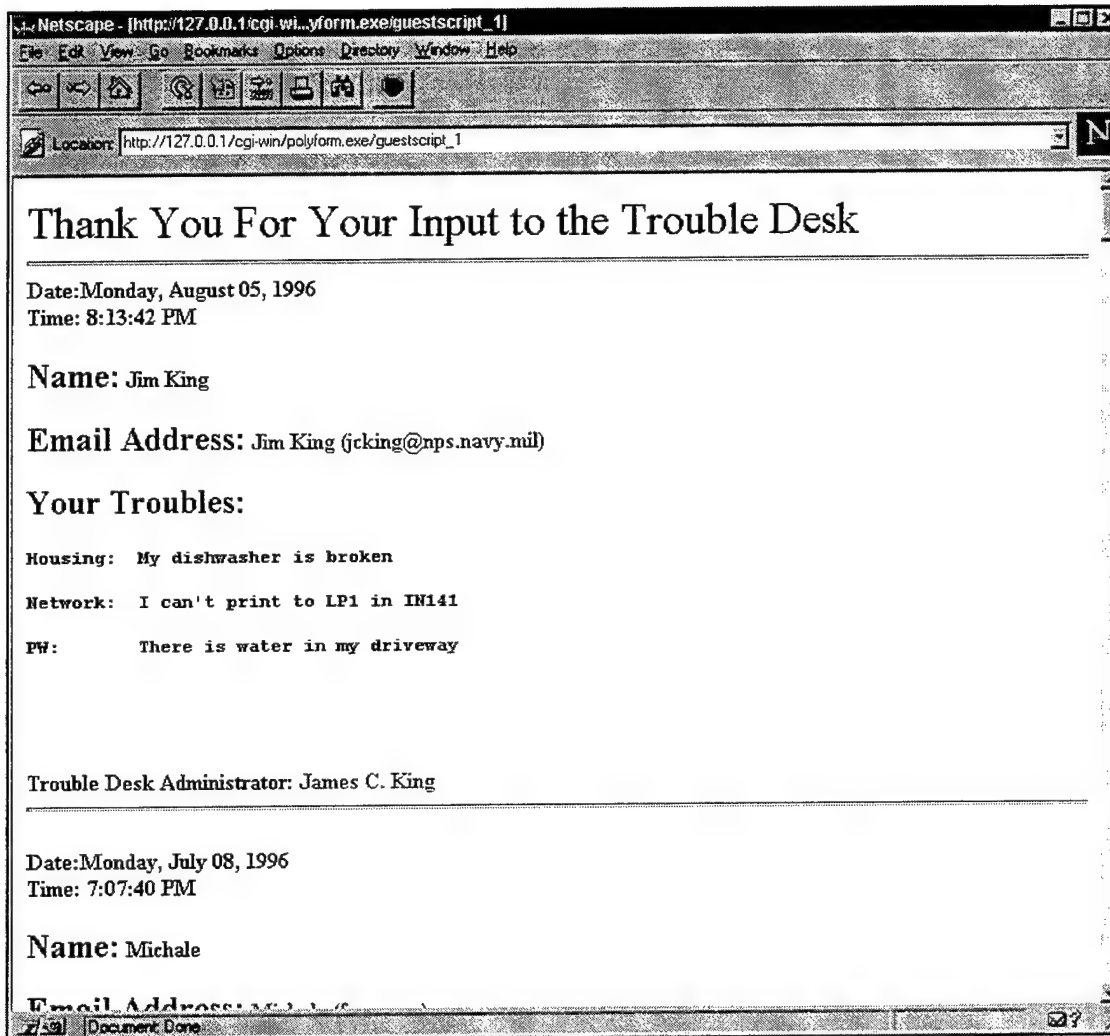 Netscape - [http://127.0.0.1/cgi-wi...yform.exe/guestscript_1]
File Edit View Go Bookmarks Options Directory Window Help
Location: http://127.0.0.1/cgi-win/polyform.exe/guestscript_1
N
Thank You For Your Input to the Trouble Desk
Date:Monday, August 05, 1996
Time: 8:13:42 PM
Name: Jim King
Email Address: Jim King (jcking@nps.navy.mil)
Your Troubles:
Housing: My dishwasher is broken
Network: I can't print to LP1 in IN141
PW: There is water in my driveway
Trouble Desk Administrator: James C. King
Date:Monday, July 08, 1996
Time: 7:07:40 PM
Name: Michale
Email Address:
Document: Done